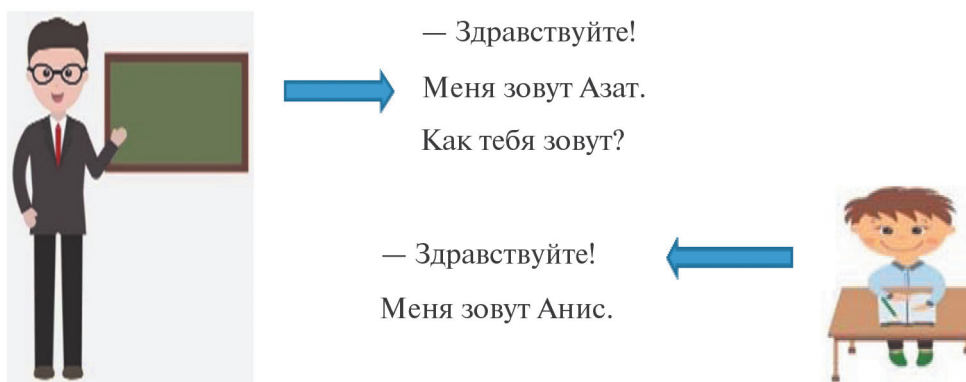 — Здравствуйте!
Меня зовут Азат.
Как тебя зовут?
— Здравствуйте!
Меня зовут Анис.